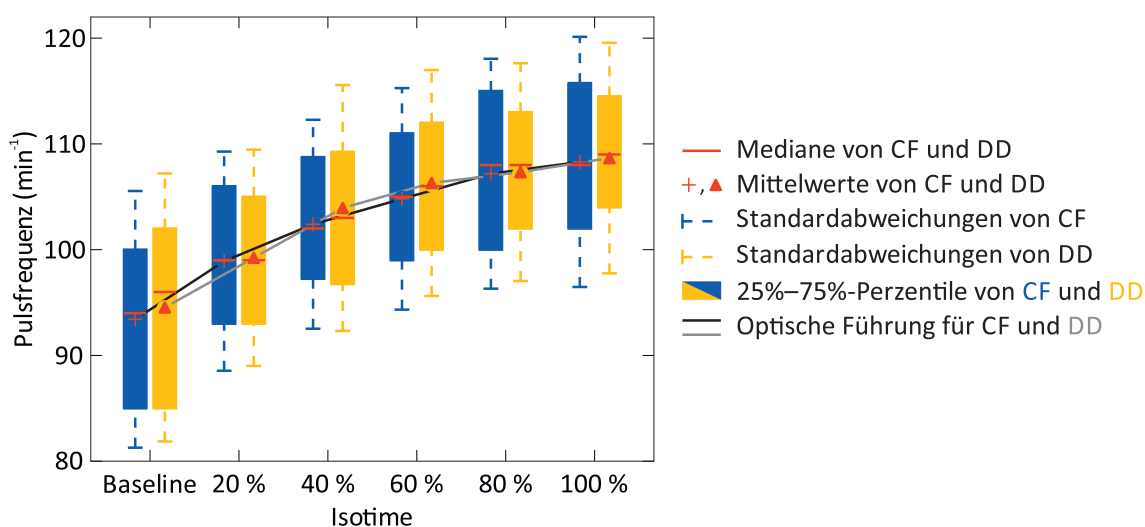 120
110
100
90
80
Pulsfrequenz (min⁻¹)
Baseline 20 % 40 % 60 % 80 % 100 %
Isotime
Mediane von CF und DD
+,▲ Mittelwerte von CF und DD
Standardabweichungen von CF
Standardabweichungen von DD
25%–75%-Perzentile von CF und DD
Optische Führung für CF und DD